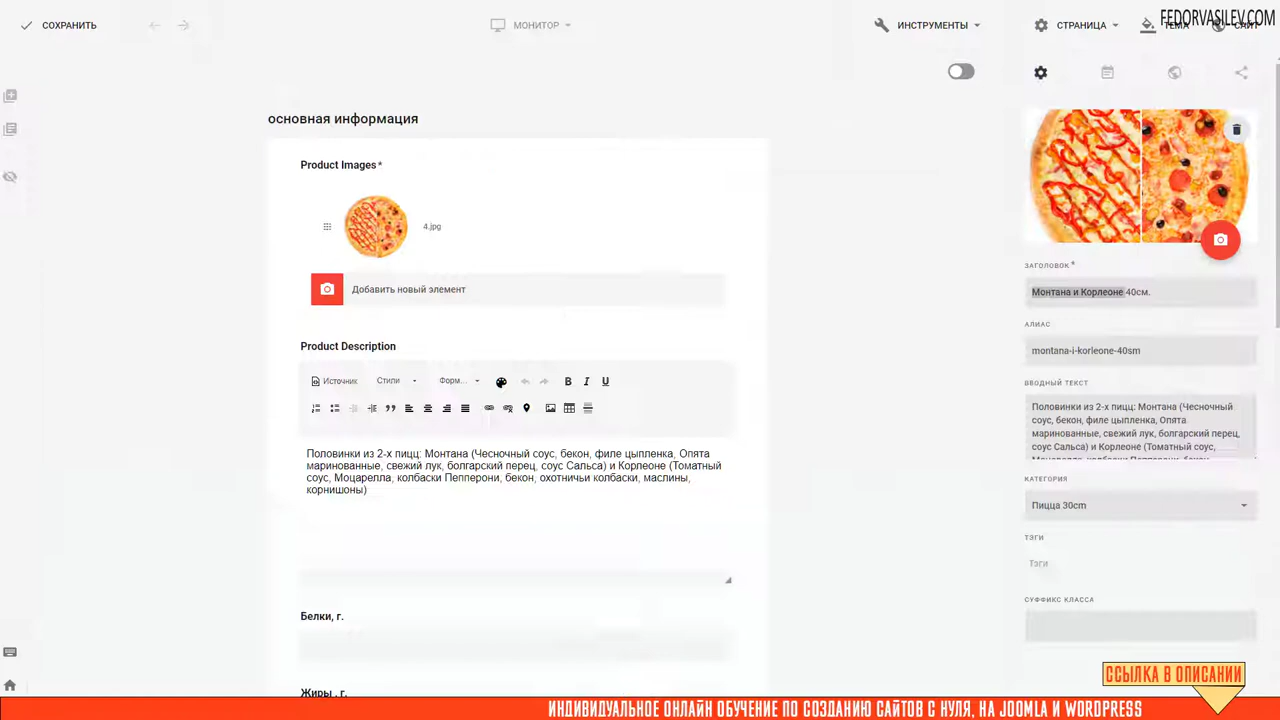 СОХРАНИТЬ
МОНИТОР
ИНСТРУМЕНТЫ
СТРАНИЦА
ТЕМА
САЙТ
FEDORVASILEV.COM
основная информация
Product Images*
4.jpg
Добавить новый элемент
Product Description
Источник
Стили
Форм...
B I U
Половинки из 2-х пицц: Монтана (Чесночный соус, бекон, филе цыпленка, Опята
маринованные, свежий лук, болгарский перец, соус Сальса) и Корлеоне (Томатный
соус, Моцарелла, колбаски Пепперони, бекон, охотничьи колбаски, маслины,
корнишоны)
Белки, г.
Жиры , г.
ЗАГОЛОВОК *
Монтана и Корлеоне 40см.
АЛИАС
montana-i-korleone-40sm
ВВОДНЫЙ ТЕКСТ
Половинки из 2-х пицц: Монтана (Чесночный
соус, бекон, филе цыпленка, Опята
маринованные, свежий лук, болгарский перец,
соус Сальса) и Корлеоне (Томатный соус,
КАТЕГОРИЯ
Пицца 30cm
ТЭГИ
Тэги
СУФФИКС КЛАССА
ССЫЛКА В ОПИСАНИИ
ИНДИВИДУАЛЬНОЕ ОНЛАЙН ОБУЧЕНИЕ ПО СОЗДАНИЮ САЙТОВ С НУЛЯ, НА JOOMLA И WORDPRESS